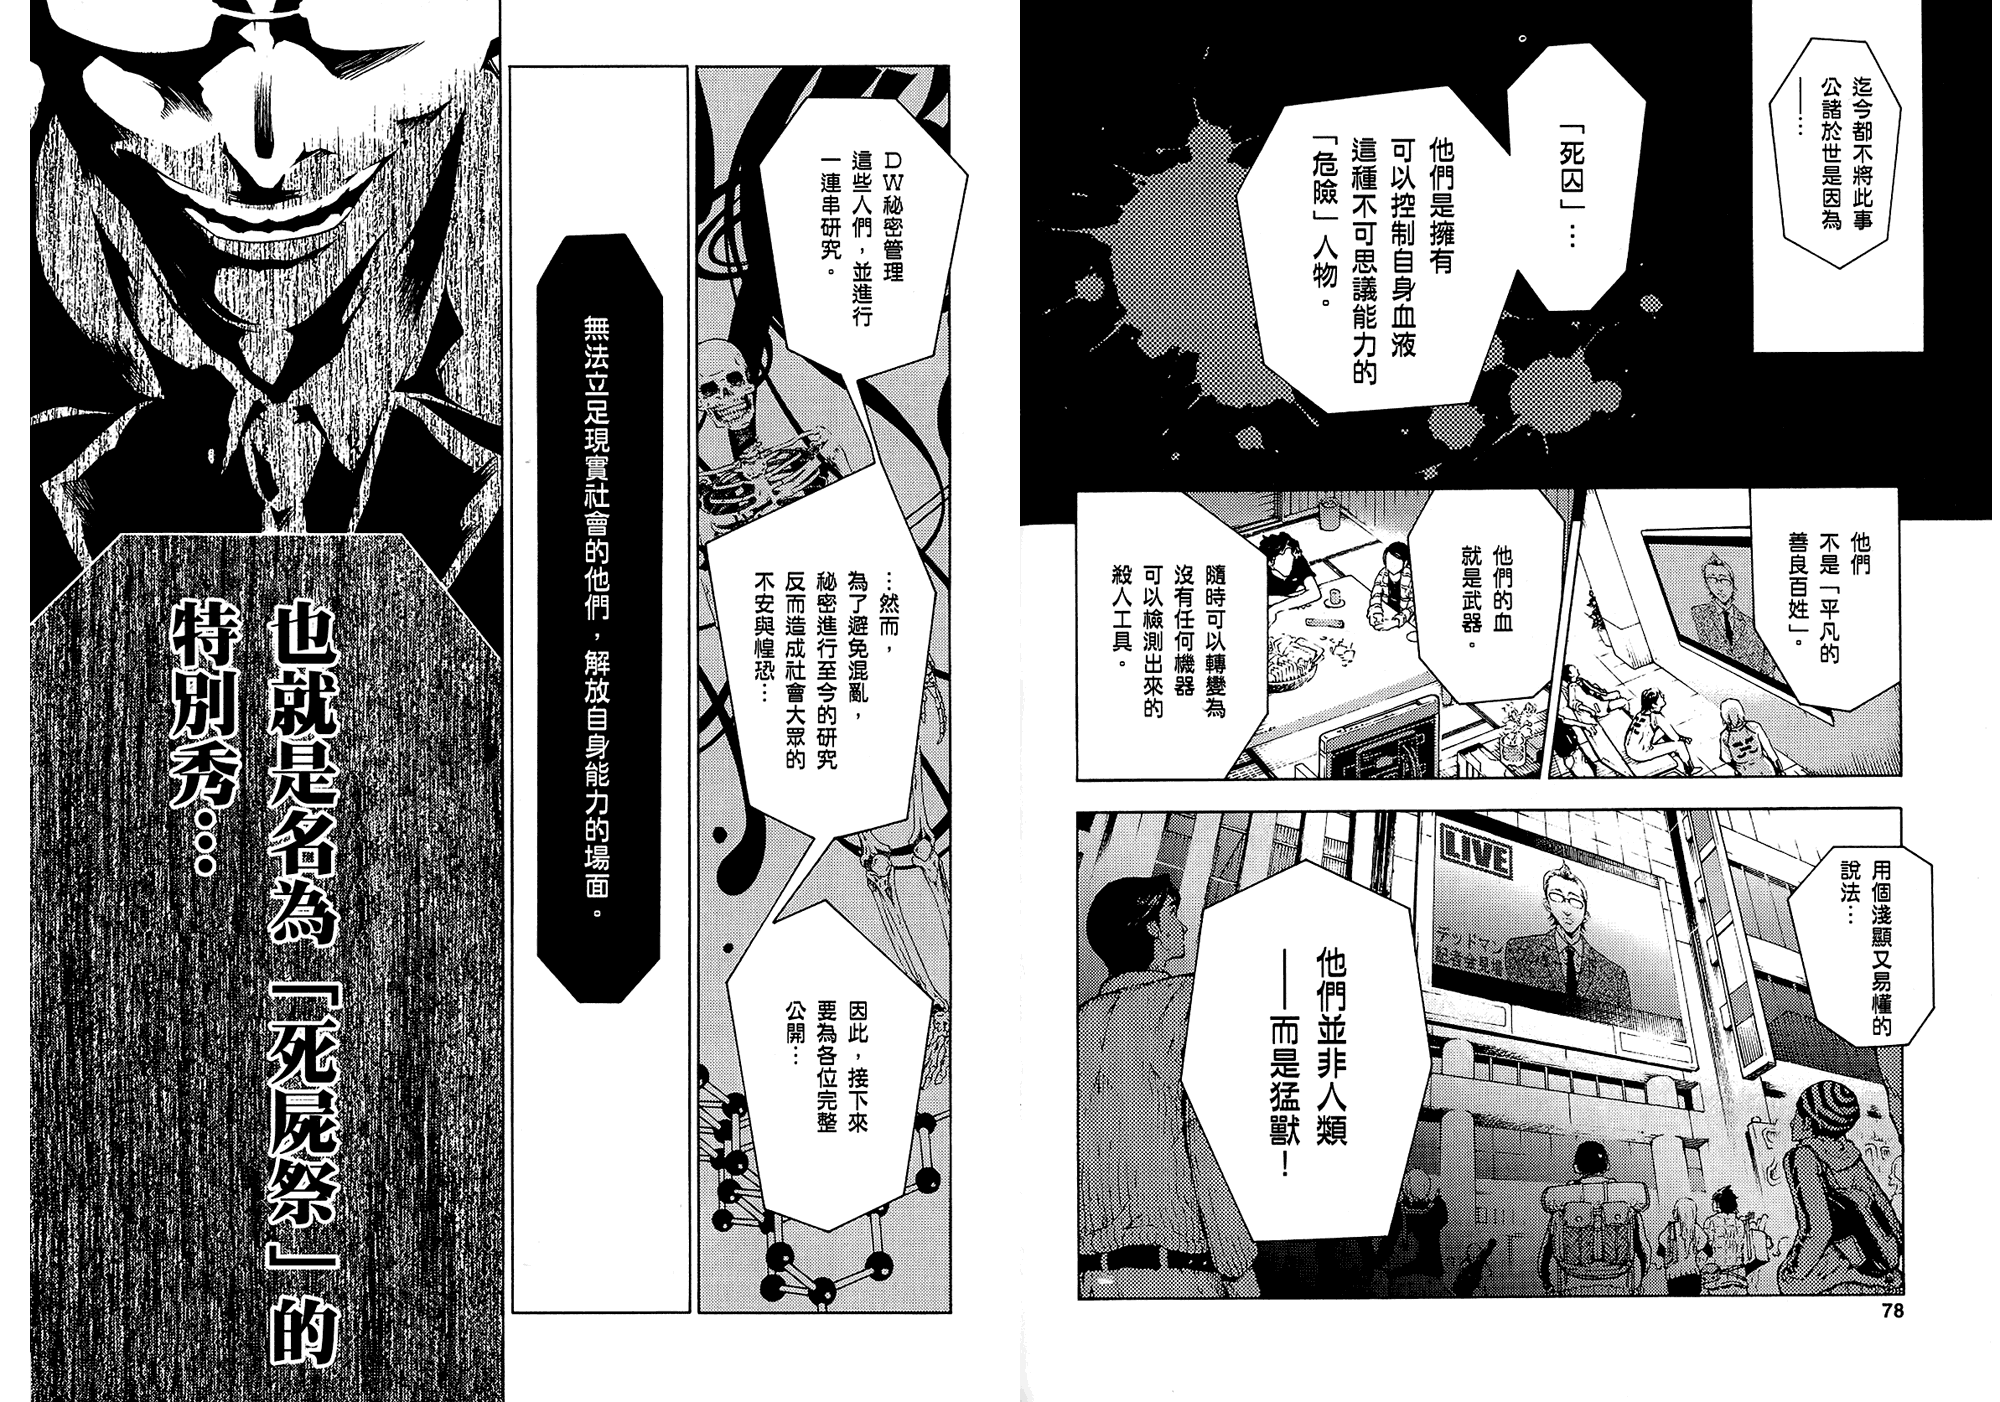 迄今都不將此事
公諸於世是因為
——…
「死囚」…
他們是擁有
可以控制自身血液
這種不可思議能力的
「危險」人物。
他們
不是「平凡的
善良百姓」。
他們的血
就是武器。
隨時可以轉變為
沒有任何機器
可以檢測出來的
殺人工具。
用個淺顯又易懂的
說法…
LIVE
デッドマン
他們並非人類
——而是猛獸！
78
DW秘密管理
這些人們，並進行
一連串研究。
…然而，
為了避免混亂，
秘密進行至今的研究
反而造成社會大眾的
不安與惶恐…
因此，接下來
要為各位完整
公開…
無法立足現實社會的他們，解放自身能力的場面。
也就是名為「死屍祭」的
特別秀…